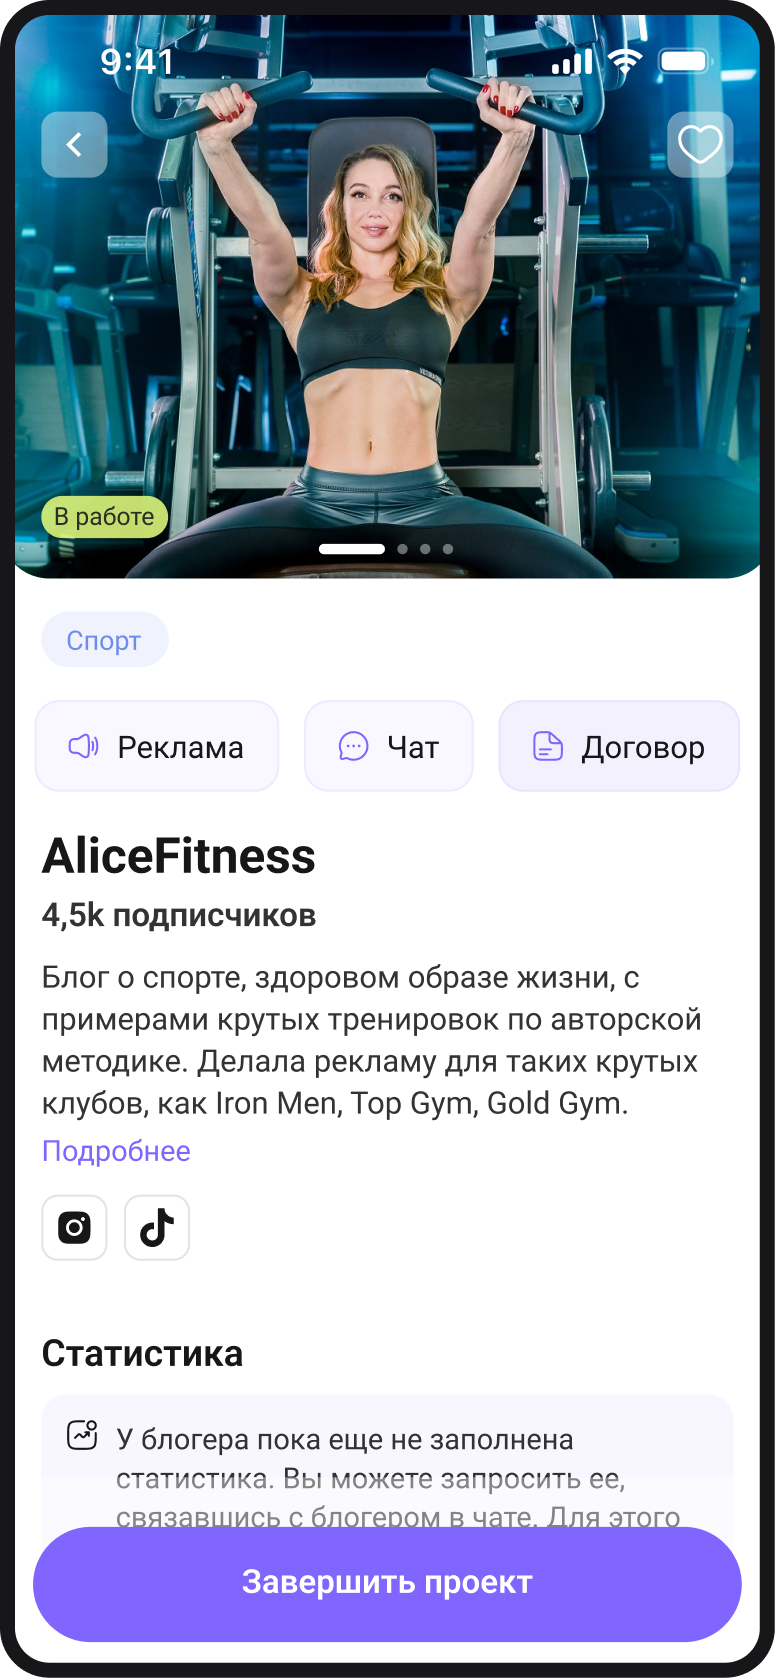 9:41
В работе
Спорт
Реклама
Чат
Договор
AliceFitness
4,5k подписчиков
Блог о спорте, здоровом образе жизни, с
примерами крутых тренировок по авторской
методике. Делала рекламу для таких крутых
клубов, как Iron Men, Top Gym, Gold Gym.
Подробнее
Статистика
У блогера пока еще не заполнена
статистика. Вы можете запросить ее,
связавшись с блогером в чате. Для этого
Завершить проект